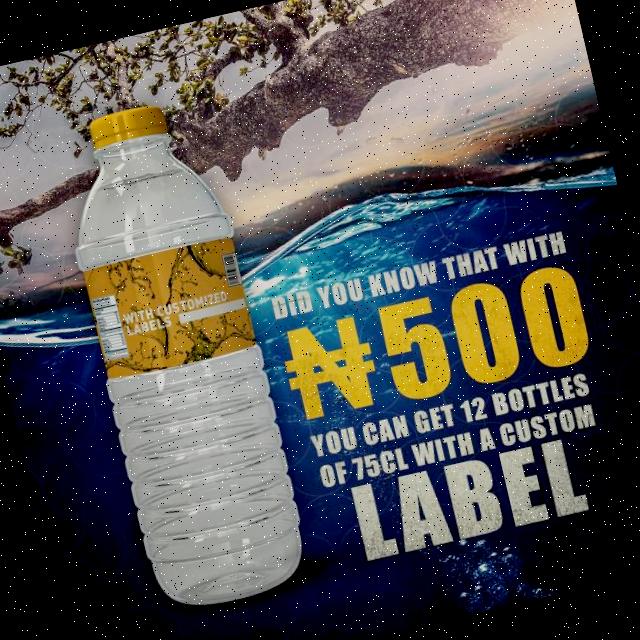 WITH CUSTOMIZED
LABELS
DID YOU KNOW THAT WITH
₦500
YOU CAN GET 12 BOTTLES
OF 75CL WITH A CUSTOM
LABEL